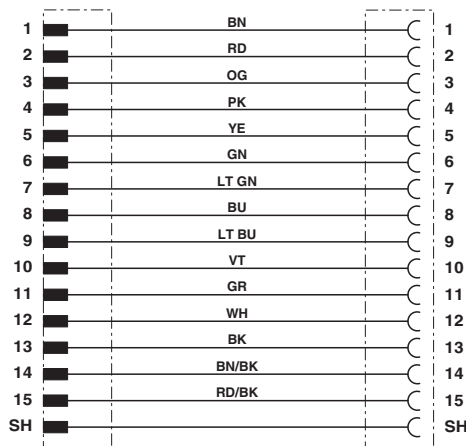 1 BN 1
2 RD 2
3 OG 3
4 PK 4
5 YE 5
6 GN 6
7 LT GN 7
8 BU 8
9 LT BU 9
10 VT 10
11 GR 11
12 WH 12
13 BK 13
14 BN/BK 14
15 RD/BK 15
SH SH